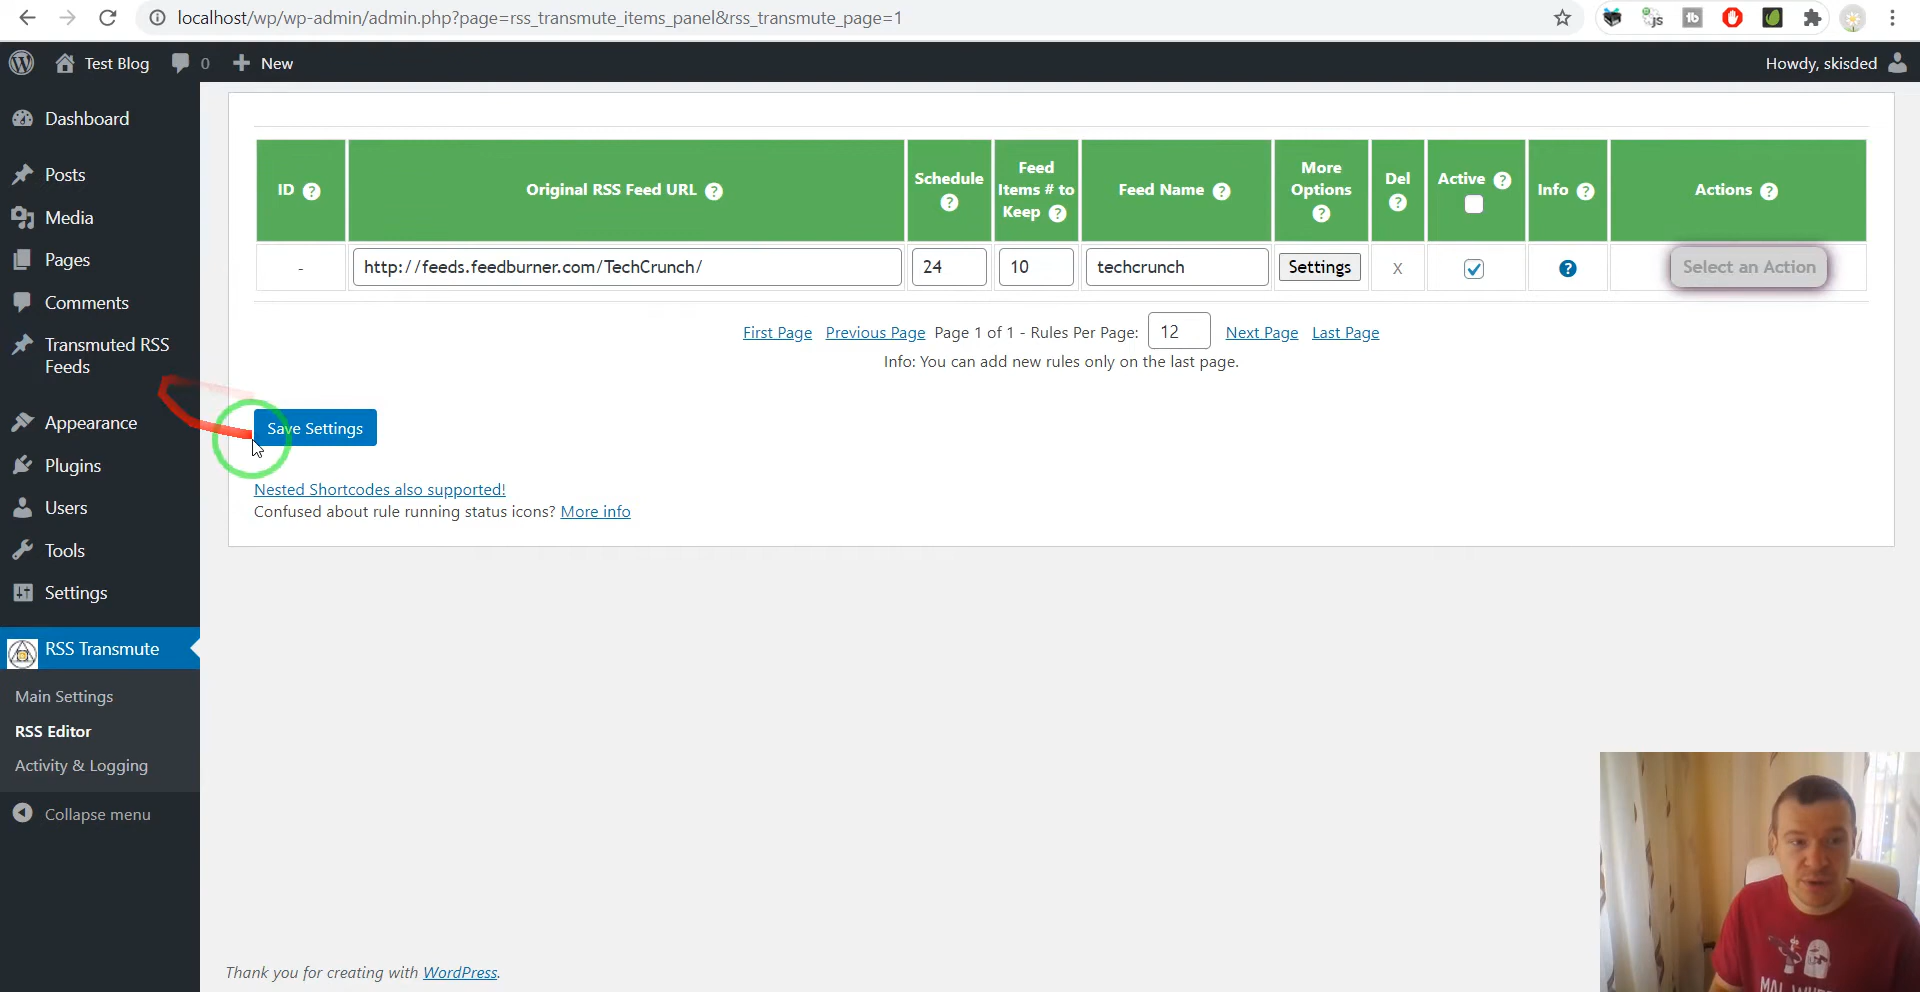 localhost/wp/wp-admin/admin.php?page=rss_transmute_items_panel&rss_transmute_page=1
Test Blog 0 New Howdy, skisded
Dashboard
Posts
Media
Pages
Comments
Transmuted RSS
Feeds
Appearance
Plugins
Users
Tools
Settings
RSS Transmute
Main Settings
RSS Editor
Activity & Logging
Collapse menu
ID ?
Original RSS Feed URL ?
Schedule
?
Feed
Items # to
Keep ?
Feed Name ?
More
Options
?
Del
?
Active ?
Info ?
Actions ?
- http://feeds.feedburner.com/TechCrunch/ 24 10 techcrunch Settings X ? Select an Action
First Page Previous Page Page 1 of 1 - Rules Per Page: 12 Next Page Last Page
Info: You can add new rules only on the last page.
Save Settings
Nested Shortcodes also supported!
Confused about rule running status icons? More info
Thank you for creating with WordPress.